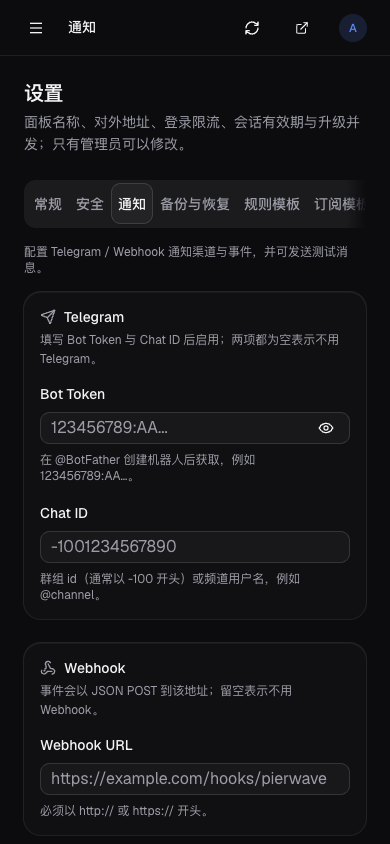 通知
A
设置
面板名称、对外地址、登录限流、会话有效期与升级并
发；只有管理员可以修改。
常规 安全 通知 备份与恢复 规则模板 订阅模
配置 Telegram / Webhook 通知渠道与事件，并可发送测试消
息。
Telegram
填写 Bot Token 与 Chat ID 后启用；两项都为空表示不用
Telegram。
Bot Token
123456789:AA...
在 @BotFather 创建机器人后获取，例如
123456789:AA...。
Chat ID
-1001234567890
群组 id（通常以 -100 开头）或频道用户名，例如
@channel。
Webhook
事件会以 JSON POST 到该地址；留空表示不用
Webhook。
Webhook URL
https://example.com/hooks/pierwave
必须以 http:// 或 https:// 开头。